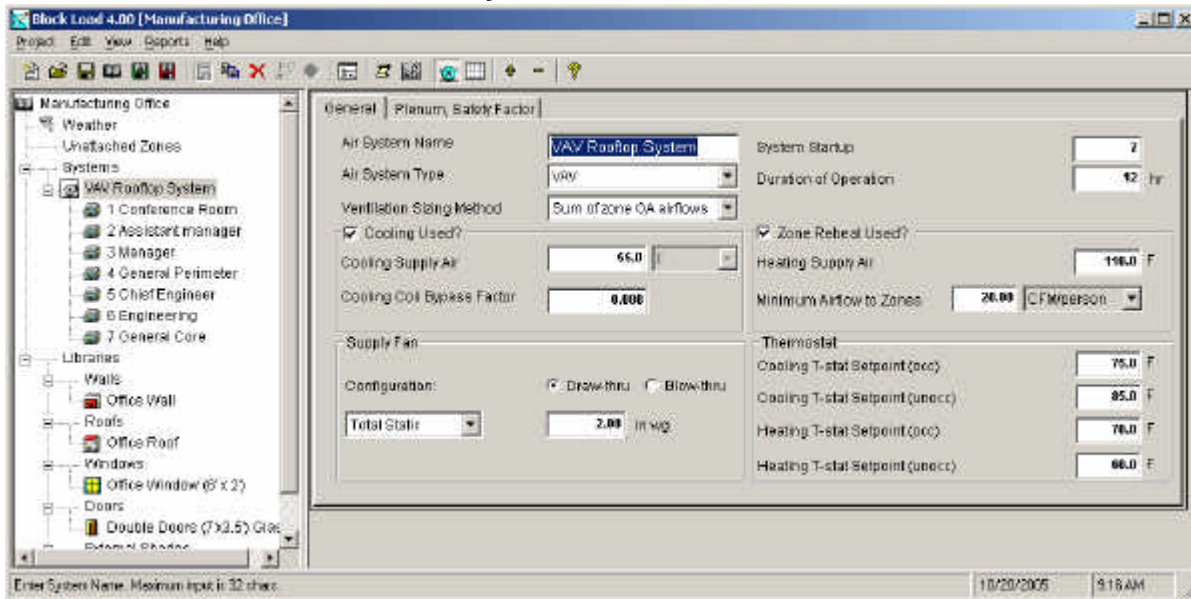 Block Load 4.00 [Manufacturing Office]
Project Edit View Reports Help
Manufacturing Office
Weather
Unattached Zones
Systems
VAV Rooftop System
1 Conference Room
2 Assistant manager
3 Manager
4 General Perimeter
5 Chief Engineer
6 Engineering
7 General Core
Libraries
Walls
Office Wall
Roofs
Office Roof
Windows
Office Window (6' x 2')
Doors
Double Doors (7'x3.5') Glas
External Shades
General Plenum, Safety Factor
Air System Name VAV Rooftop System
Air System Type VAV
Ventilation Sizing Method Sum of zone OA airflows
System Startup 7
Duration of Operation 12 hr
Cooling Used?
Cooling Supply Air
Cooling Coil Bypass Factor
Zone Reheat Used?
Heating Supply Air 110.0 F
Minimum Airflow to Zones 20.00 CFM/person
Supply Fan
Configuration: Draw-thru Blow-thru
Total Static 2.00 in wg
Thermostat
Cooling T-stat Setpoint (occ) 75.0 F
Cooling T-stat Setpoint (unocc) 85.0 F
Heating T-stat Setpoint (occ) 70.0 F
Heating T-stat Setpoint (unocc) 60.0 F
Enter System Name. Maximum input is 32 chars.
10/20/2005 9:16 AM